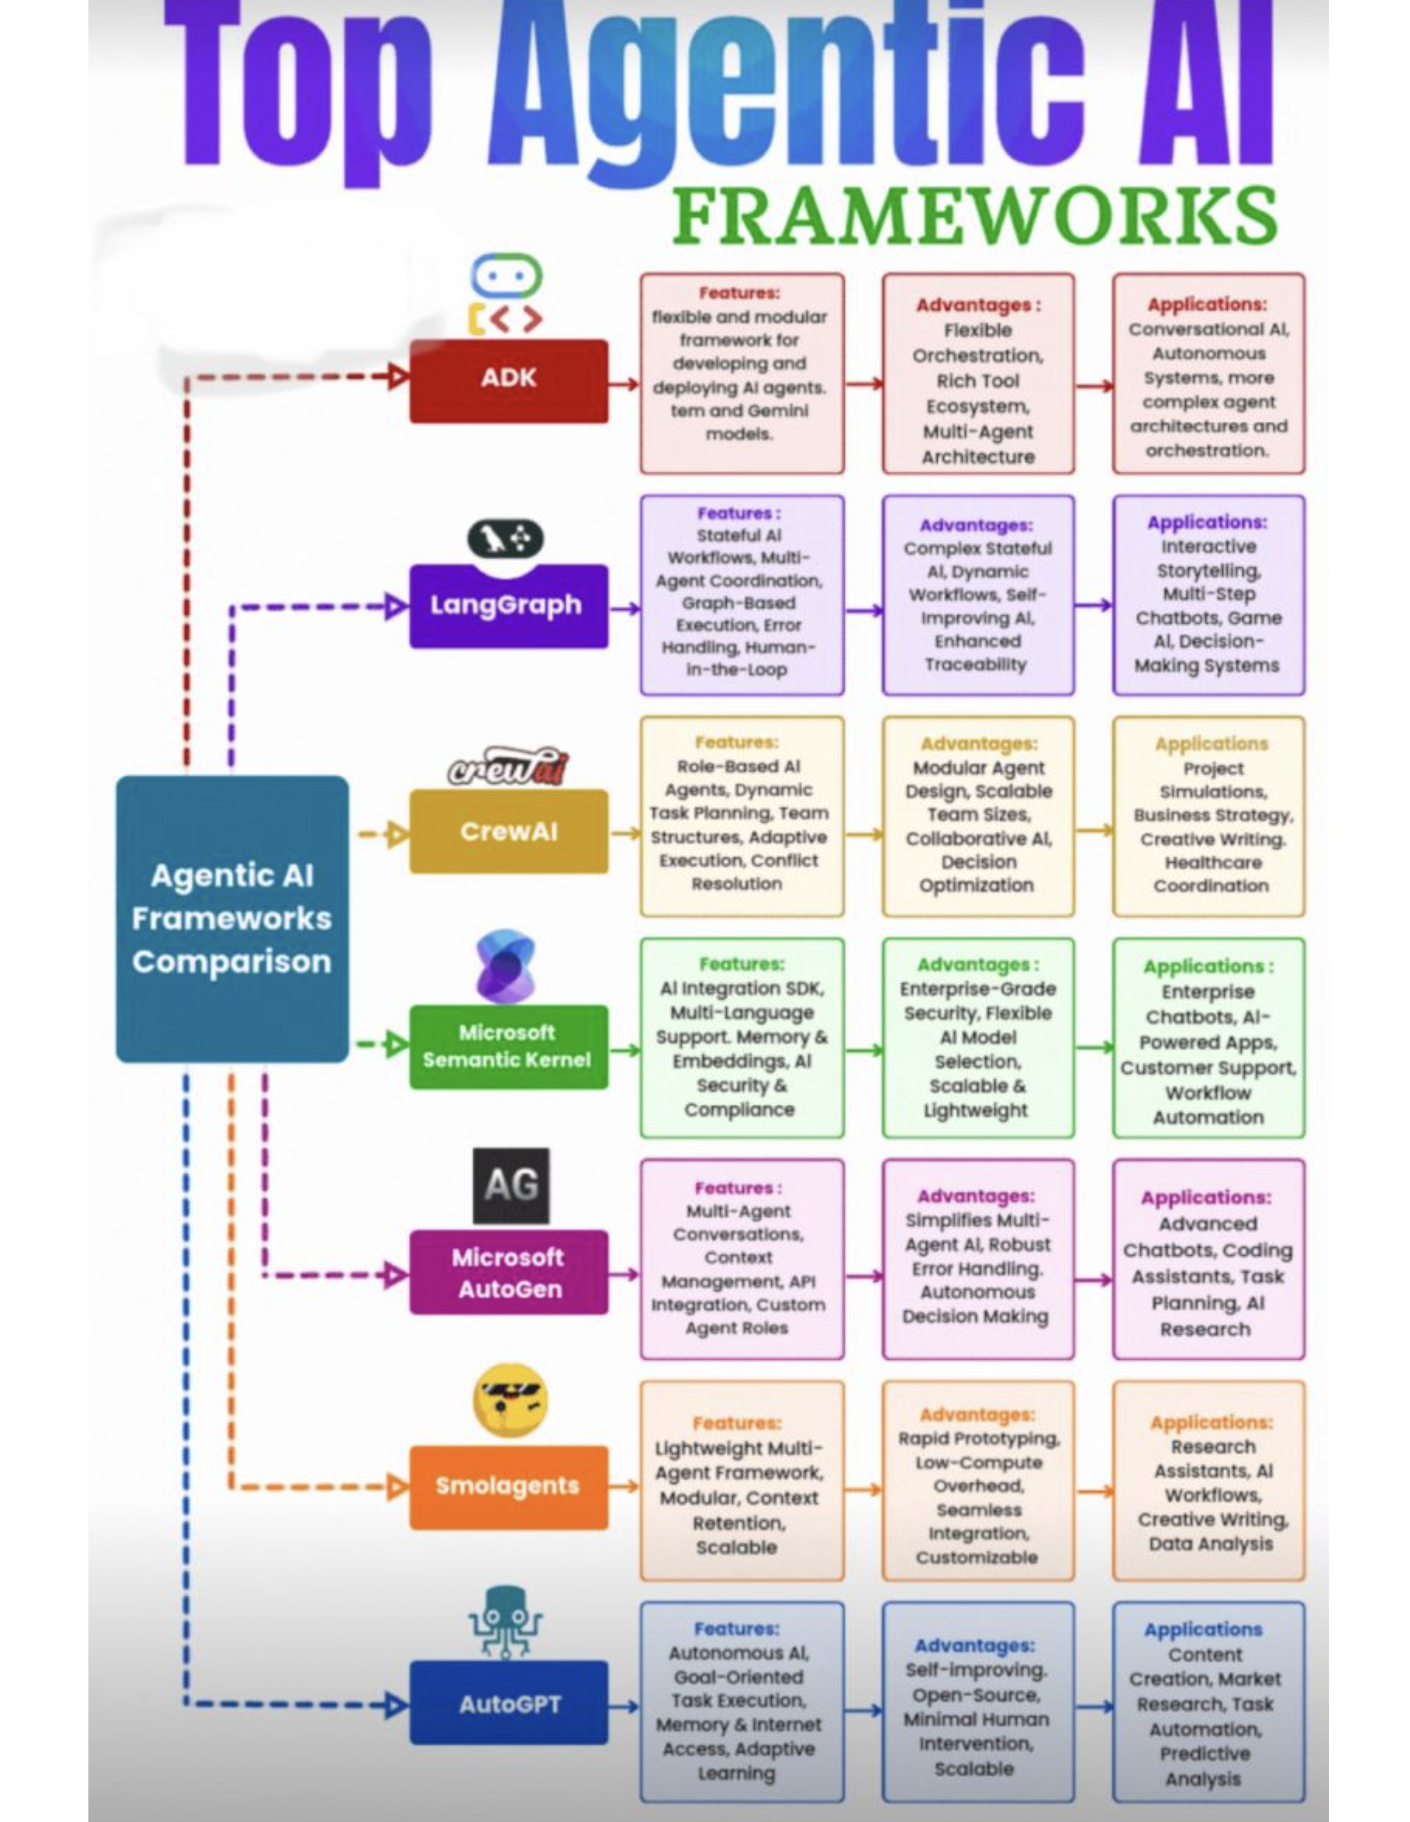 Top Agentic AI
FRAMEWORKS
Agentic AI
Frameworks
Comparison
ADK
Features:
flexible and modular
framework for
developing and
deploying AI agents.
tem and Gemini
models.
Advantages :
Flexible
Orchestration,
Rich Tool
Ecosystem,
Multi-Agent
Architecture
Applications:
Conversational AI,
Autonomous
Systems, more
complex agent
architectures and
orchestration.
LangGraph
Features :
Stateful AI
Workflows, Multi-
Agent Coordination,
Graph-Based
Execution, Error
Handling, Human-
in-the-Loop
Advantages:
Complex Stateful
AI, Dynamic
Workflows, Self-
Improving AI,
Enhanced
Traceability
Applications:
Interactive
Storytelling,
Multi-Step
Chatbots, Game
AI, Decision-
Making Systems
crewai
CrewAI
Features:
Role-Based AI
Agents, Dynamic
Task Planning, Team
Structures, Adaptive
Execution, Conflict
Resolution
Advantages:
Modular Agent
Design, Scalable
Team Sizes,
Collaborative AI,
Decision
Optimization
Applications
Project
Simulations,
Business Strategy,
Creative Writing.
Healthcare
Coordination
Microsoft
Semantic Kernel
Features:
AI Integration SDK,
Multi-Language
Support. Memory &
Embeddings, AI
Security &
Compliance
Advantages :
Enterprise-Grade
Security, Flexible
AI Model
Selection,
Scalable &
Lightweight
Applications :
Enterprise
Chatbots, AI-
Powered Apps,
Customer Support,
Workflow
Automation
AG
Microsoft
AutoGen
Features :
Multi-Agent
Conversations,
Context
Management, API
Integration, Custom
Agent Roles
Advantages:
Simplifies Multi-
Agent AI, Robust
Error Handling.
Autonomous
Decision Making
Applications:
Advanced
Chatbots, Coding
Assistants, Task
Planning, AI
Research
Smolagents
Features:
Lightweight Multi-
Agent Framework,
Modular, Context
Retention,
Scalable
Advantages:
Rapid Prototyping,
Low-Compute
Overhead,
Seamless
Integration,
Customizable
Applications:
Research
Assistants, AI
Workflows,
Creative Writing,
Data Analysis
AutoGPT
Features:
Autonomous AI,
Goal-Oriented
Task Execution,
Memory & Internet
Access, Adaptive
Learning
Advantages:
Self-improving.
Open-Source,
Minimal Human
Intervention,
Scalable
Applications
Content
Creation, Market
Research, Task
Automation,
Predictive
Analysis